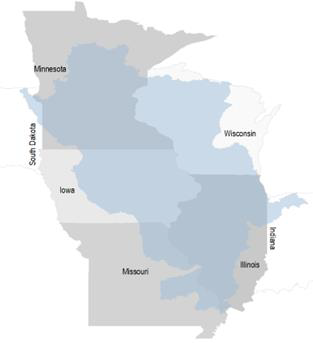 Minnesota
South Dakota
Wisconsin
Iowa
Indiana
Illinois
Missouri